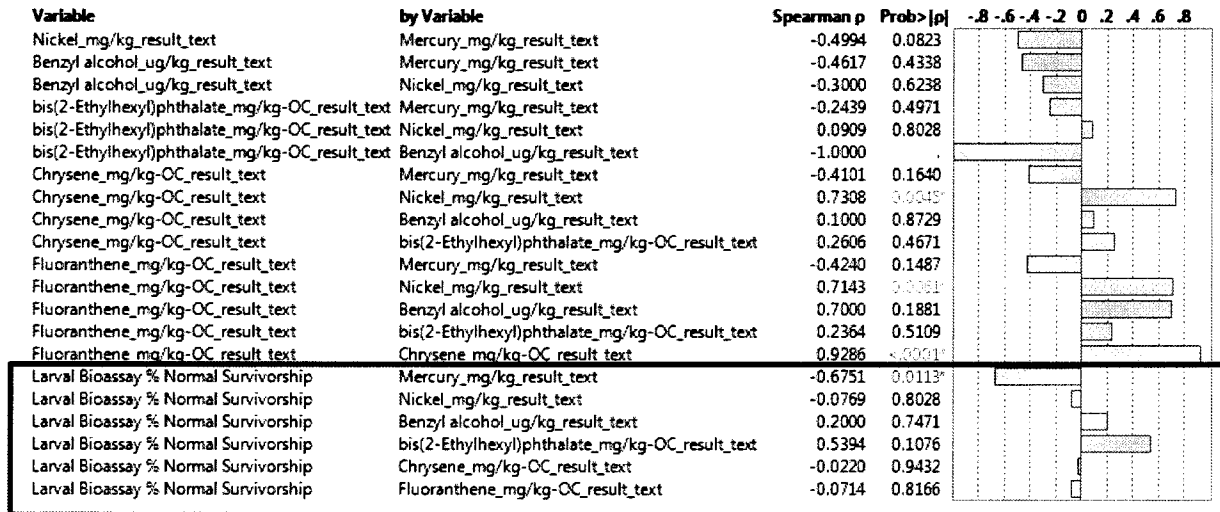 Variable by Variable Spearman ρ Prob>|ρ| -.8 -.6 -.4 -.2 0 .2 .4 .6 .8
Nickel_mg/kg_result_text Mercury_mg/kg_result_text -0.4994 0.0823
Benzyl alcohol_ug/kg_result_text Mercury_mg/kg_result_text -0.4617 0.4338
Benzyl alcohol_ug/kg_result_text Nickel_mg/kg_result_text -0.3000 0.6238
bis(2-Ethylhexyl)phthalate_mg/kg-OC_result_text Mercury_mg/kg_result_text -0.2439 0.4971
bis(2-Ethylhexyl)phthalate_mg/kg-OC_result_text Nickel_mg/kg_result_text 0.0909 0.8028
bis(2-Ethylhexyl)phthalate_mg/kg-OC_result_text Benzyl alcohol_ug/kg_result_text -1.0000 .
Chrysene_mg/kg-OC_result_text Mercury_mg/kg_result_text -0.4101 0.1640
Chrysene_mg/kg-OC_result_text Nickel_mg/kg_result_text 0.7308 0.0045*
Chrysene_mg/kg-OC_result_text Benzyl alcohol_ug/kg_result_text 0.1000 0.8729
Chrysene_mg/kg-OC_result_text bis(2-Ethylhexyl)phthalate_mg/kg-OC_result_text 0.2606 0.4671
Fluoranthene_mg/kg-OC_result_text Mercury_mg/kg_result_text -0.4240 0.1487
Fluoranthene_mg/kg-OC_result_text Nickel_mg/kg_result_text 0.7143
Fluoranthene_mg/kg-OC_result_text Benzyl alcohol_ug/kg_result_text 0.7000 0.1881
Fluoranthene_mg/kg-OC_result_text bis(2-Ethylhexyl)phthalate_mg/kg-OC_result_text 0.2364 0.5109
Fluoranthene_mg/kg-OC_result_text Chrysene_mg/kg-OC_result_text 0.9286 <.0001*
Larval Bioassay % Normal Survivorship Mercury_mg/kg_result_text -0.6751 0.0113*
Larval Bioassay % Normal Survivorship Nickel_mg/kg_result_text -0.0769 0.8028
Larval Bioassay % Normal Survivorship Benzyl alcohol_ug/kg_result_text 0.2000 0.7471
Larval Bioassay % Normal Survivorship bis(2-Ethylhexyl)phthalate_mg/kg-OC_result_text 0.5394 0.1076
Larval Bioassay % Normal Survivorship Chrysene_mg/kg-OC_result_text -0.0220 0.9432
Larval Bioassay % Normal Survivorship Fluoranthene_mg/kg-OC_result_text -0.0714 0.8166